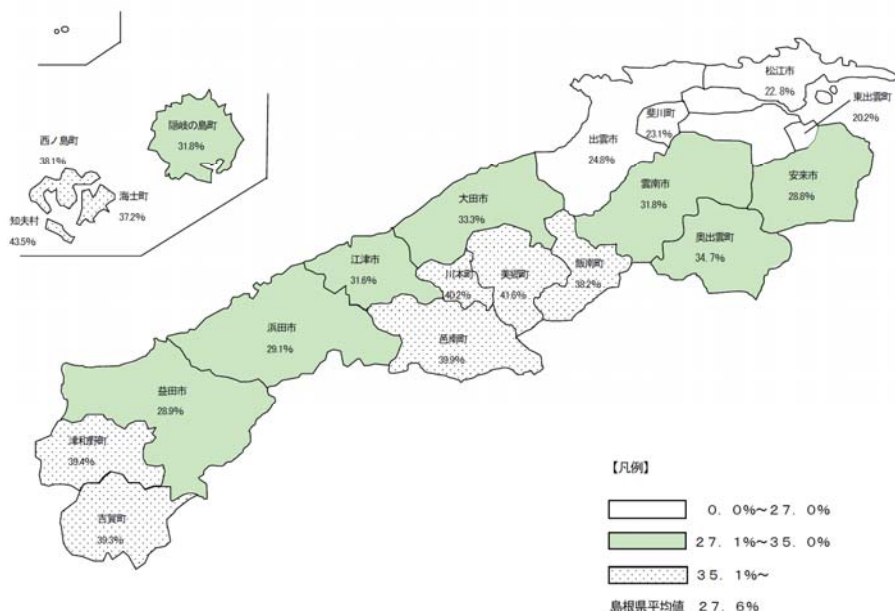 松江市
22.8%
東出雲町
20.2%
斐川町
23.1%
出雲市
24.8%
隠岐の島町
31.8%
西ノ島町
38.1%
海士町
37.2%
知夫村
43.5%
安来市
28.8%
雲南市
31.8%
奥出雲町
34.7%
大田市
33.3%
飯南町
38.2%
美郷町
41.6%
川本町
40.2%
江津市
31.6%
邑南町
39.9%
浜田市
29.1%
益田市
28.9%
津和野町
39.4%
吉賀町
39.3%
【凡例】
0.0%~27.0%
27.1%~35.0%
35.1%~
島根県平均値 27.6%